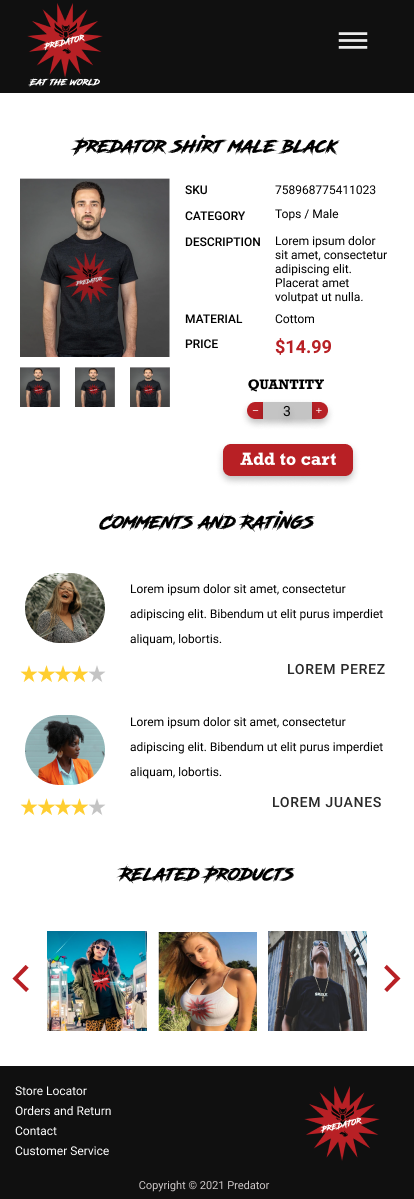 PREDATOR
EAT THE WORLD
PREDATOR SHIRT MALE BLACK
SKU 758968775411023
CATEGORY Tops / Male
DESCRIPTION Lorem ipsum dolor
sit amet, consectetur
adipiscing elit.
Placerat amet
volutpat ut nulla.
MATERIAL Cottom
PRICE $14.99
PREDATOR
QUANTITY
- 3 +
Add to cart
COMMENTS AND RATINGS
Lorem ipsum dolor sit amet, consectetur
adipiscing elit. Bibendum ut elit purus imperdiet
aliquam, lobortis.
LOREM PEREZ
Lorem ipsum dolor sit amet, consectetur
adipiscing elit. Bibendum ut elit purus imperdiet
aliquam, lobortis.
LOREM JUANES
RELATED PRODUCTS
Store Locator
Orders and Return
Contact
Customer Service
PREDATOR
Copyright © 2021 Predator